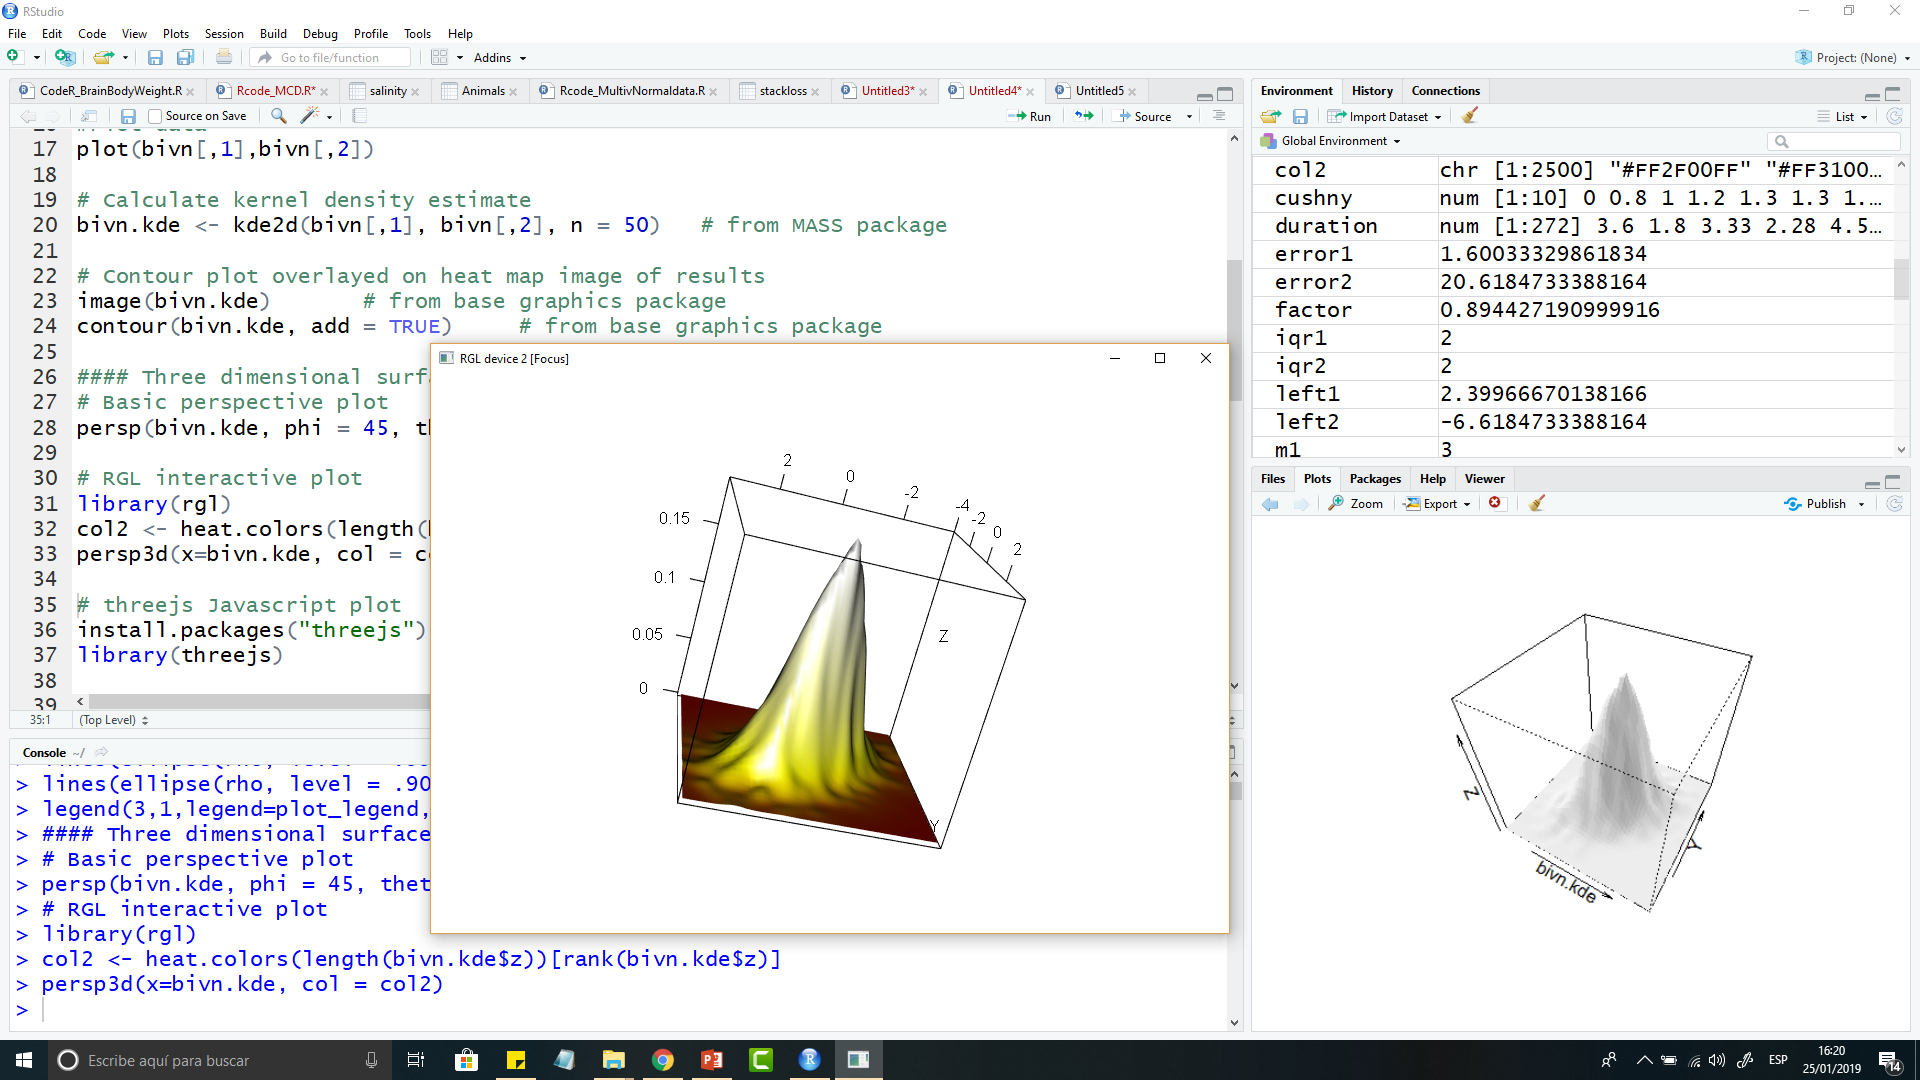 RStudio
File Edit Code View Plots Session Build Debug Profile Tools Help
Go to file/function Addins Project: (None)
CodeR_BrainBodyWeight.R Rcode_MCD.R* salinity Animals Rcode_MultivNormaldata.R stackloss Untitled3* Untitled4* Untitled5
Source on Save Run Source
17 plot(bivn[,1],bivn[,2])
18
19 # Calculate kernel density estimate
20 bivn.kde <- kde2d(bivn[,1], bivn[,2], n = 50) # from MASS package
21
22 # Contour plot overlayed on heat map image of results
23 image(bivn.kde) # from base graphics package
24 contour(bivn.kde, add = TRUE) # from base graphics package
25
26 #### Three dimensional surf
27 # Basic perspective plot
28 persp(bivn.kde, phi = 45, t
29
30 # RGL interactive plot
31 library(rgl)
32 col2 <- heat.colors(length(
33 persp3d(x=bivn.kde, col = c
34
35 # threejs Javascript plot
36 install.packages("threejs")
37 library(threejs)
38
39
35:1 (Top Level)
Console ~/
> lines(ellipse(rho, level = .90
> legend(3,1,legend=plot_legend,
> #### Three dimensional surface
> # Basic perspective plot
> persp(bivn.kde, phi = 45, thet
> # RGL interactive plot
> library(rgl)
> col2 <- heat.colors(length(bivn.kde$z))[rank(bivn.kde$z)]
> persp3d(x=bivn.kde, col = col2)
>
RGL device 2 [Focus]
2 0 -2 -4
-2 0 2
0.15
0.1
0.05
0
Z
Y
Environment History Connections
Import Dataset List
Global Environment
col2 chr [1:2500] "#FF2F00FF" "#FF3100…
cushny num [1:10] 0 0.8 1 1.2 1.3 1.3 1.…
duration num [1:272] 3.6 1.8 3.33 2.28 4.5…
error1 1.60033329861834
error2 20.6184733388164
factor 0.894427190999916
iqr1 2
iqr2 2
left1 2.39966670138166
left2 -6.6184733388164
m1 3
Files Plots Packages Help Viewer
Zoom Export Publish
Z
bivn.kde
Y
Escribe aquí para buscar
ESP
16:20
25/01/2019
14